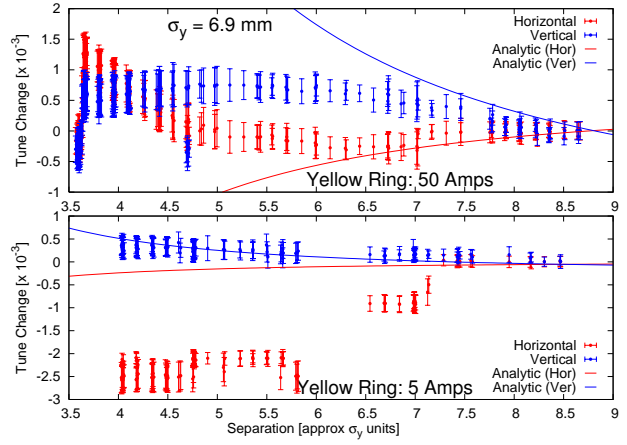 σy = 6.9 mm
Horizontal
Vertical
Analytic (Hor)
Analytic (Ver)
Tune Change [x 10-3]
2
1.5
1
0.5
0
-0.5
-1
Yellow Ring: 50 Amps
3.5 4 4.5 5 5.5 6 6.5 7 7.5 8 8.5 9
Tune Change [x 10-3]
1
0.5
0
-0.5
-1
-1.5
-2
-2.5
-3
Horizontal
Vertical
Analytic (Hor)
Analytic (Ver)
Yellow Ring: 5 Amps
3.5 4 4.5 5 5.5 6 6.5 7 7.5 8 8.5 9
Separation [approx σy units]